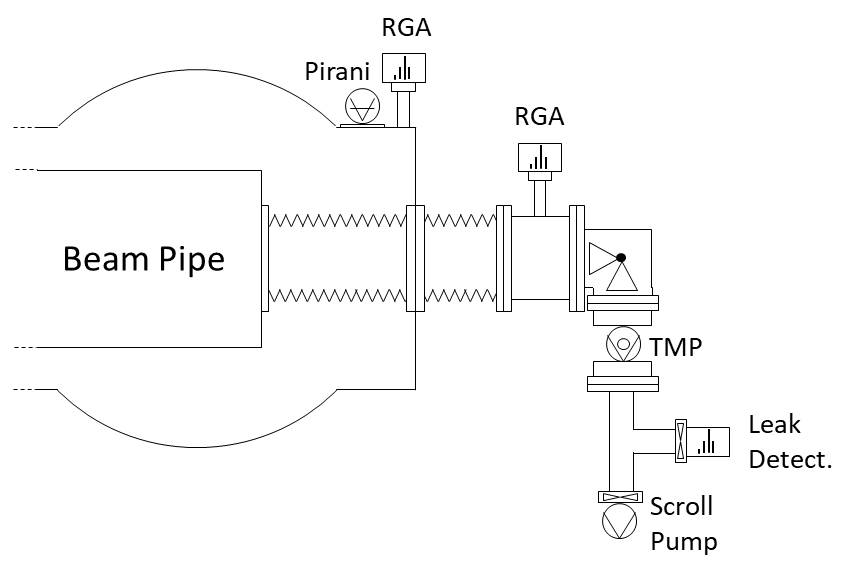 RGA
Pirani
RGA
Beam Pipe
TMP
Leak
Detect.
Scroll
Pump